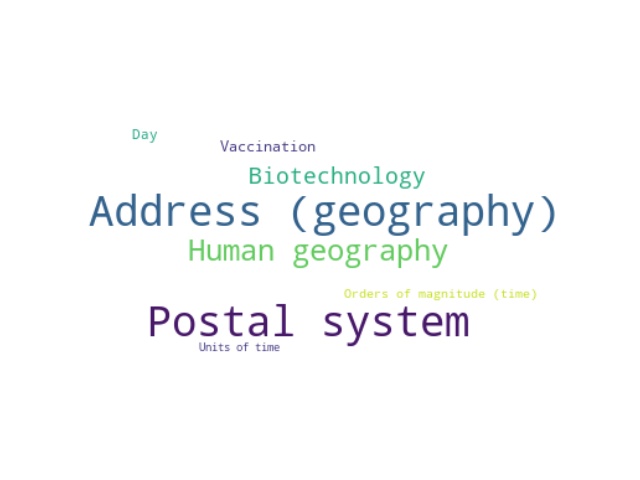 Day
Vaccination
Biotechnology
Address (geography)
Human geography
Orders of magnitude (time)
Postal system
Units of time